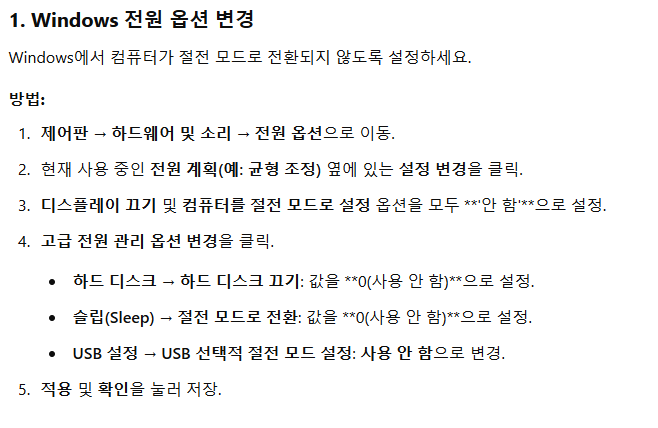 1. Windows 전원 옵션 변경
Windows에서 컴퓨터가 절전 모드로 전환되지 않도록 설정하세요.
방법:
1. 제어판 → 하드웨어 및 소리 → 전원 옵션으로 이동.
2. 현재 사용 중인 전원 계획(예: 균형 조정) 옆에 있는 설정 변경을 클릭.
3. 디스플레이 끄기 및 컴퓨터를 절전 모드로 설정 옵션을 모두 **'안 함'**으로 설정.
4. 고급 전원 관리 옵션 변경을 클릭.
• 하드 디스크 → 하드 디스크 끄기: 값을 **0(사용 안 함)**으로 설정.
• 슬립(Sleep) → 절전 모드로 전환: 값을 **0(사용 안 함)**으로 설정.
• USB 설정 → USB 선택적 절전 모드 설정: 사용 안 함으로 변경.
5. 적용 및 확인을 눌러 저장.